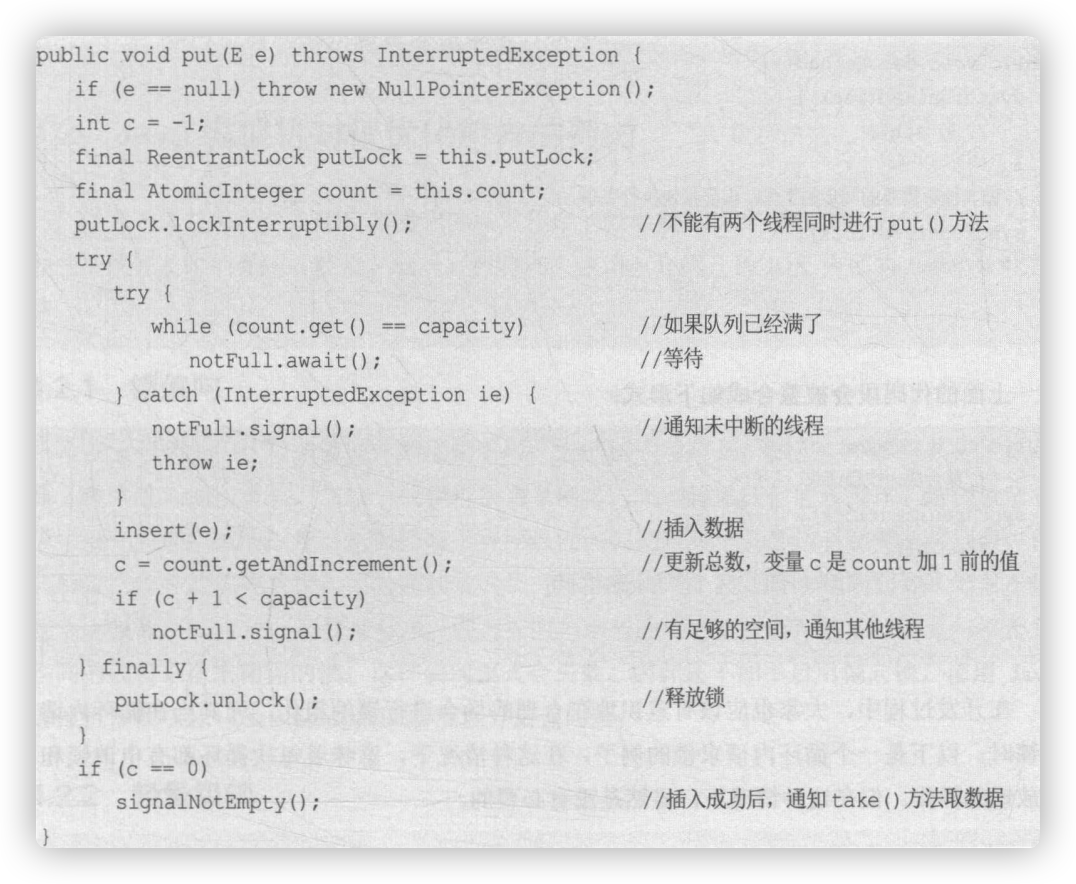 public void put(E e) throws InterruptedException {
if (e == null) throw new NullPointerException();
int c = -1;
final ReentrantLock putLock = this.putLock;
final AtomicInteger count = this.count;
putLock.lockInterruptibly(); //不能有两个线程同时进行 put()方法
try {
try {
while (count.get() == capacity) //如果队列已经满了
notFull.await(); //等待
} catch (InterruptedException ie) {
notFull.signal(); //通知未中断的线程
throw ie;
}
insert(e); //插入数据
c = count.getAndIncrement(); //更新总数，变量 c 是 count 加 1 前的值
if (c + 1 < capacity)
notFull.signal(); //有足够的空间，通知其他线程
} finally {
putLock.unlock(); //释放锁
}
if (c == 0)
signalNotEmpty(); //插入成功后，通知 take()方法取数据
}